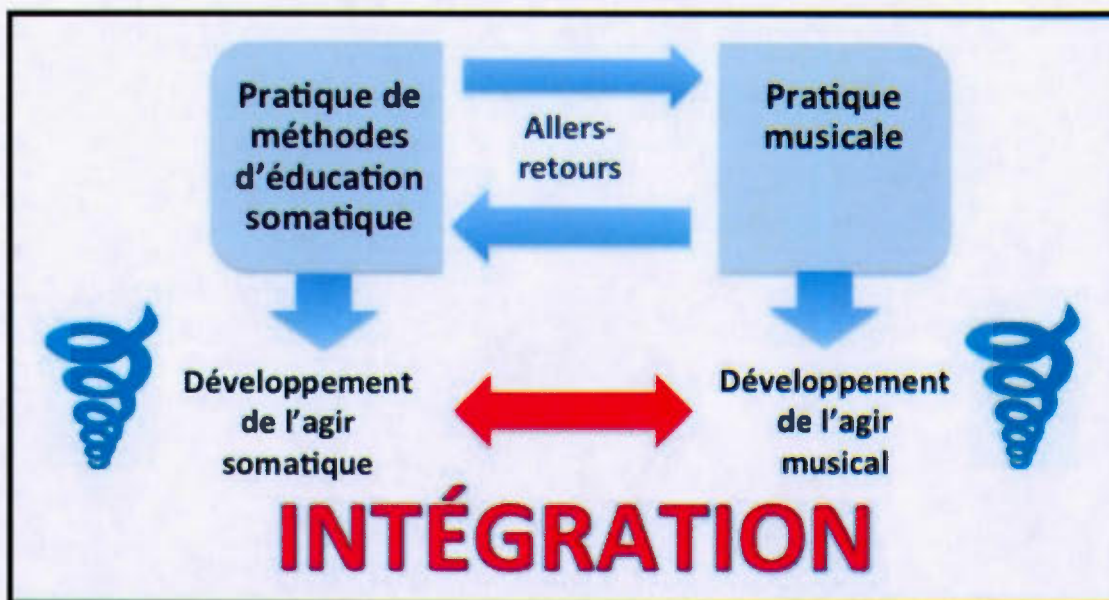 Pratique de
méthodes
d'éducation
somatique
Allers-
retours
Pratique
musicale
Développement
de l'agir
somatique
Développement
de l'agir
musical
INTÉGRATION